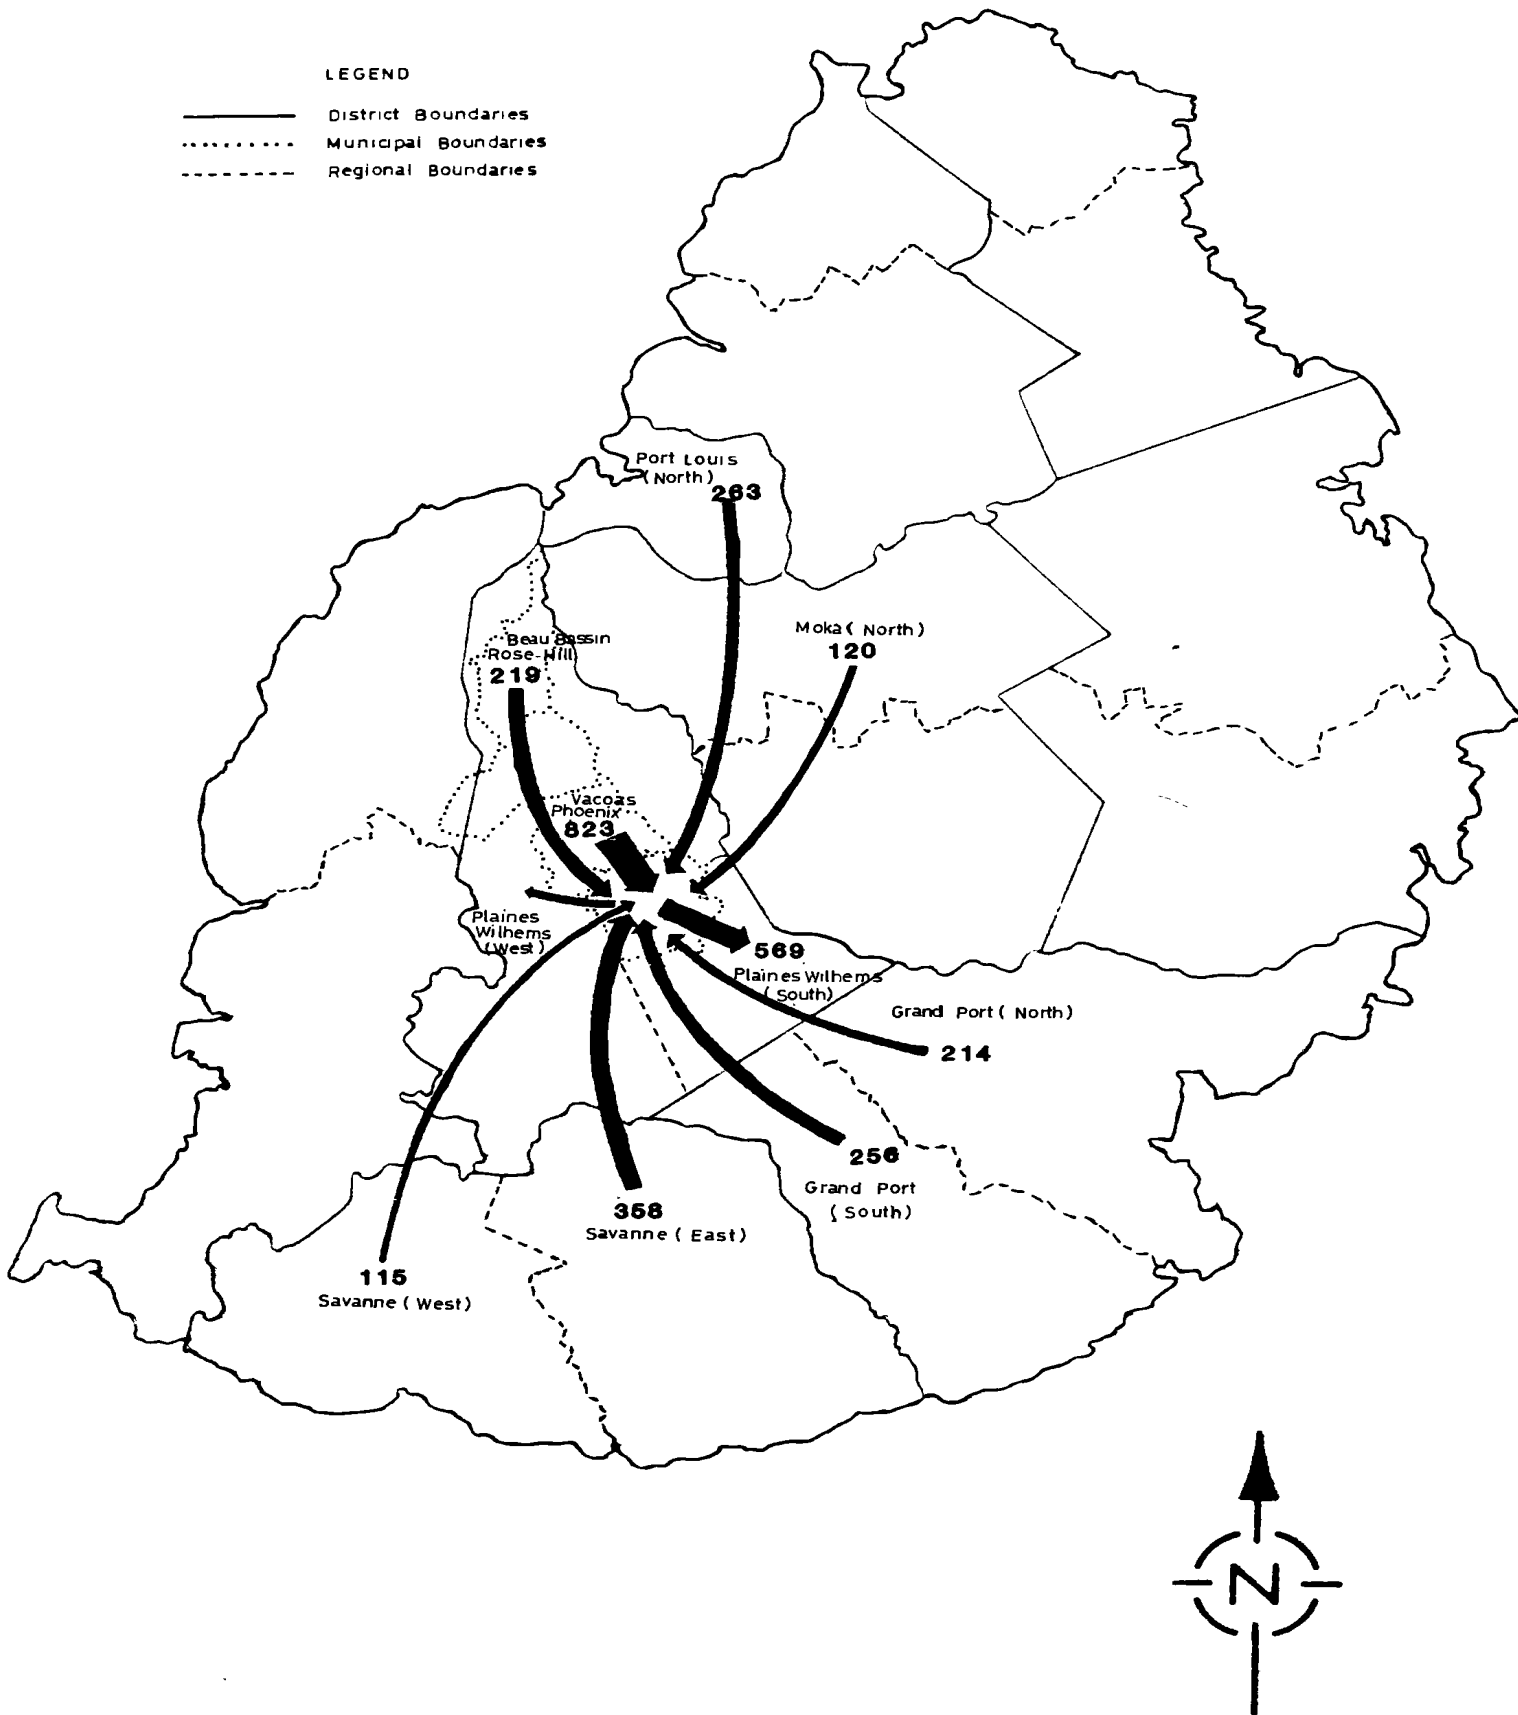 LEGEND
District Boundaries
Municipal Boundaries
Regional Boundaries
Port Louis
(North)
263
Moka ( North)
120
Beau Bassin
Rose-Hill
219
Vacoas
Phoenix
823
Plaines
Wilhems
(West)
569
Plaines Wilhems
(South)
Grand Port ( North)
214
256
Grand Port
(South)
358
Savanne ( East)
115
Savanne ( West)
N